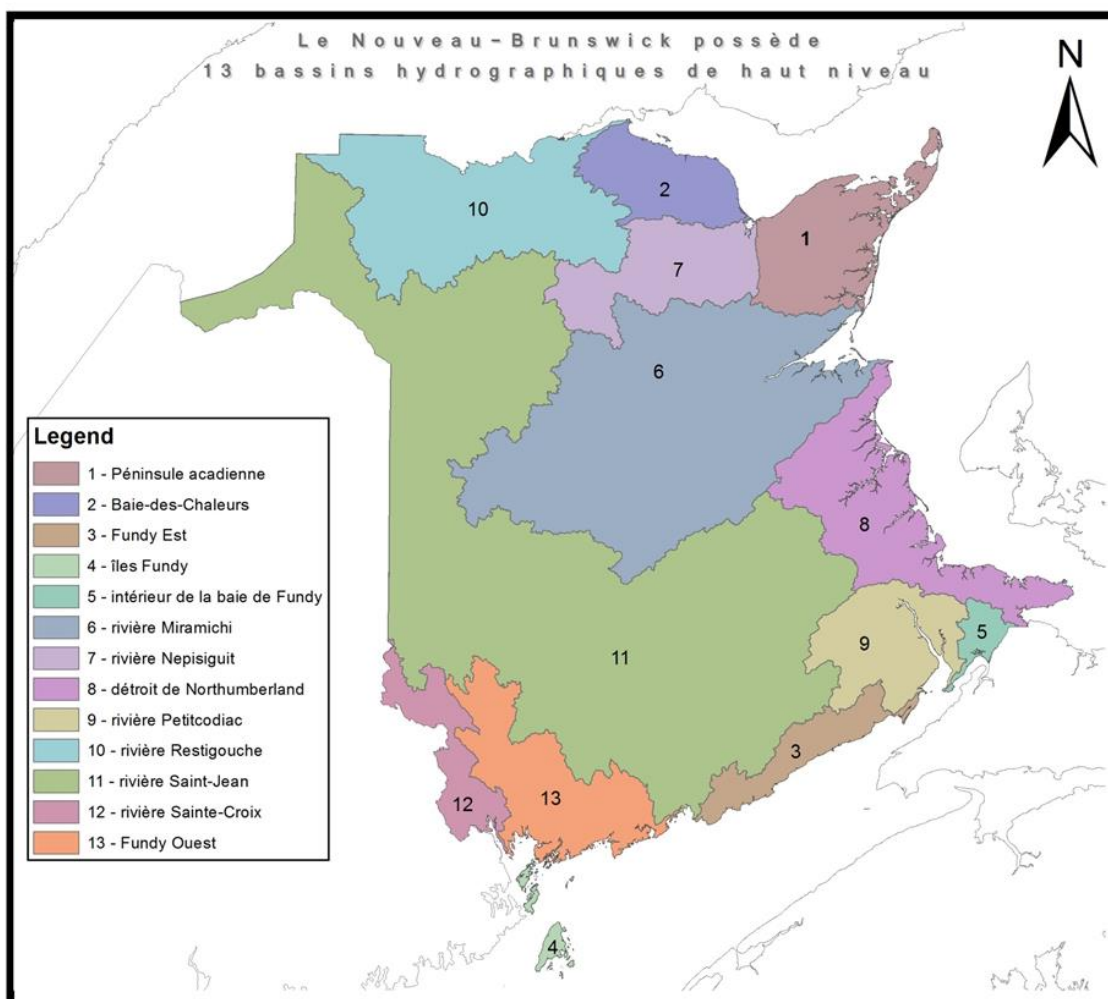 Le Nouveau-Brunswick possède
13 bassins hydrographiques de haut niveau
N
10
2
1
7
6
8
5
9
11
3
12
13
4
Legend
1 - Péninsule acadienne
2 - Baie-des-Chaleurs
3 - Fundy Est
4 - îles Fundy
5 - intérieur de la baie de Fundy
6 - rivière Miramichi
7 - rivière Nepisiguit
8 - détroit de Northumberland
9 - rivière Petitcodiac
10 - rivière Restigouche
11 - rivière Saint-Jean
12 - rivière Sainte-Croix
13 - Fundy Ouest